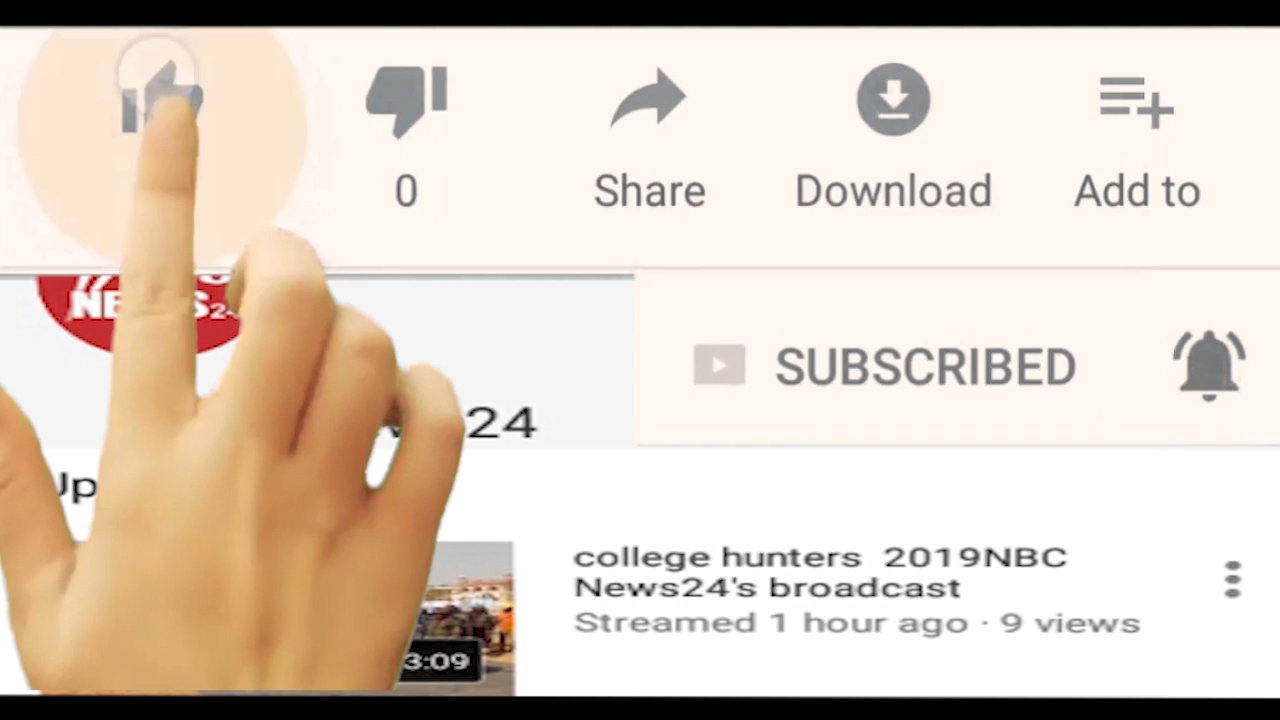 0
Share
Download
Add to
SUBSCRIBED
24
Up
college hunters 2019NBC
News24's broadcast
Streamed 1 hour ago · 9 views
3:09